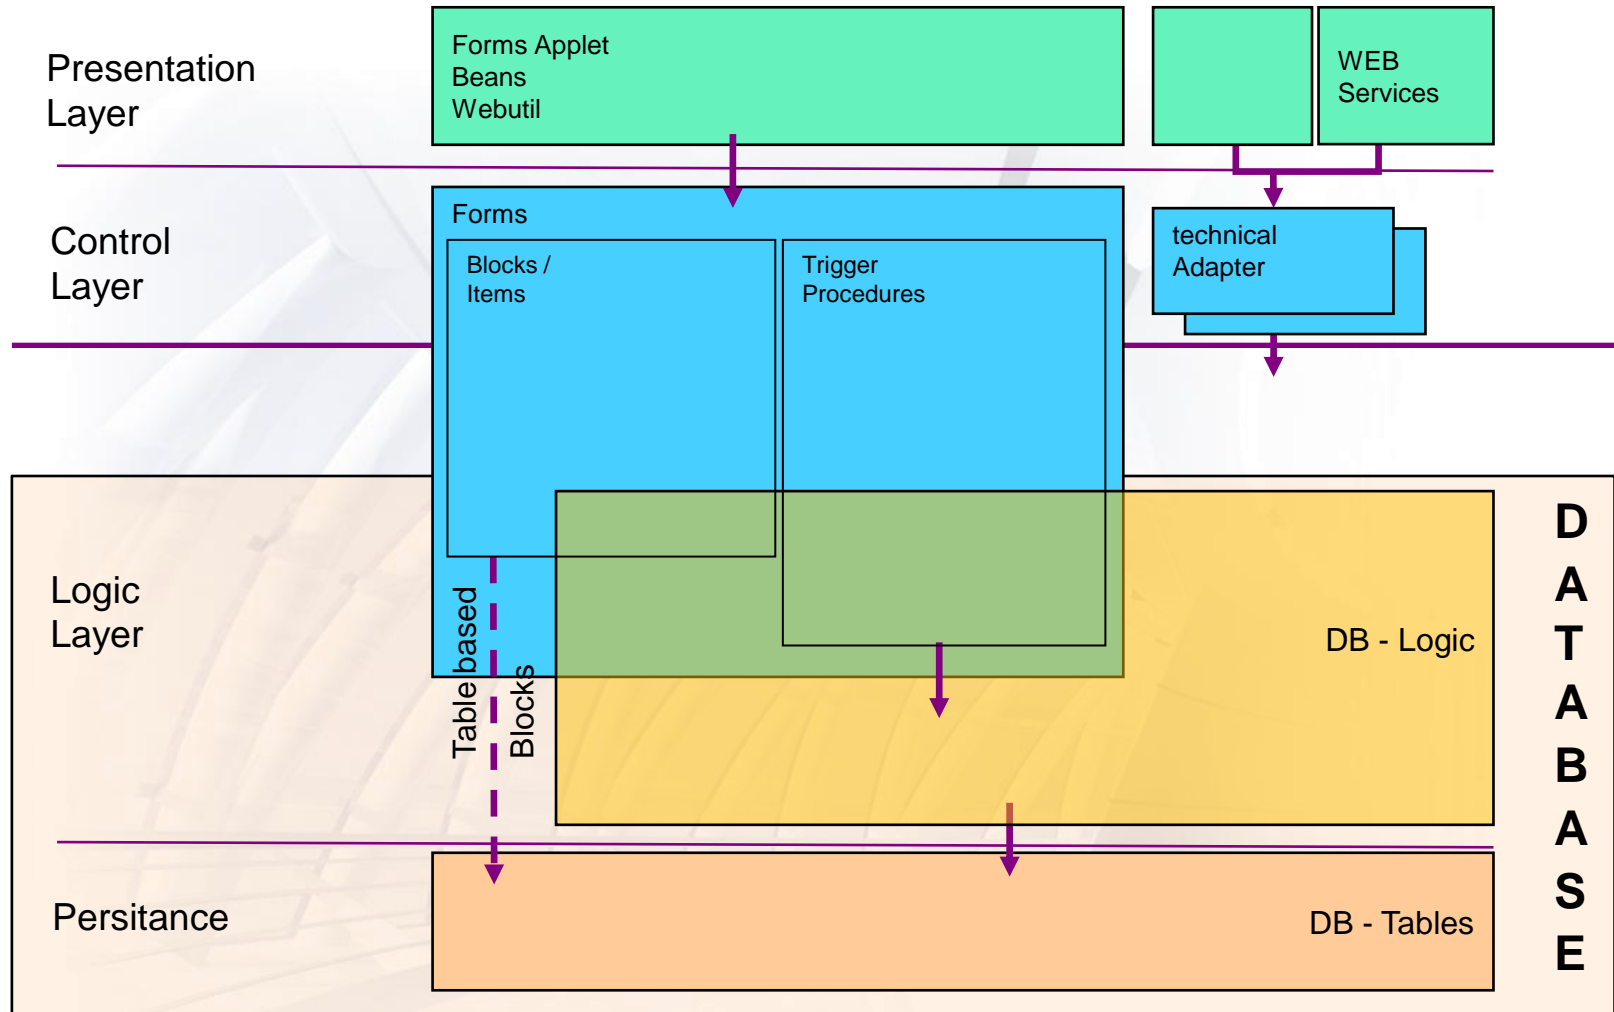 Presentation
Layer
Forms Applet
Beans
Webutil
WEB
Services
Control
Layer
Forms
Blocks /
Items
Trigger
Procedures
technical
Adapter
Logic
Layer
Table based
Blocks
DB - Logic
Persitance
DB - Tables
D
A
T
A
B
A
S
E